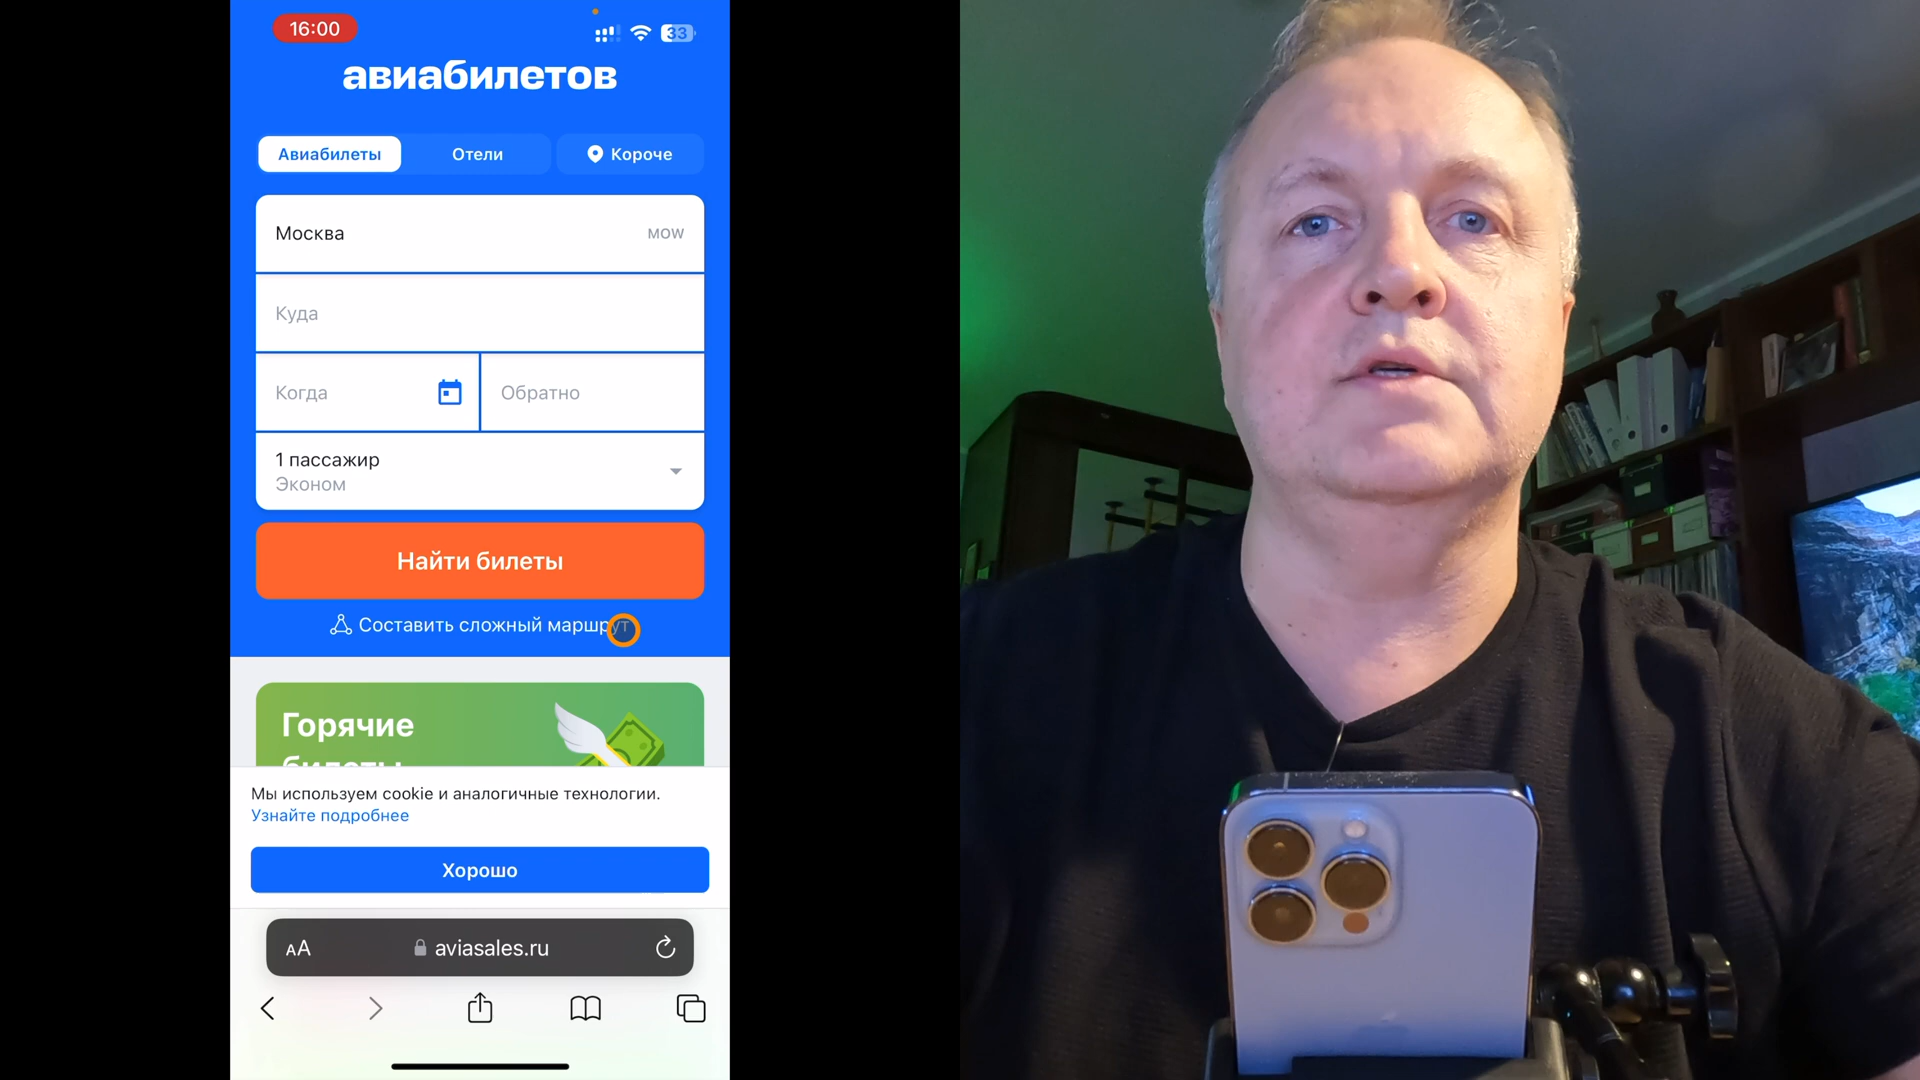 16:00
33
авиабилетов
Авиабилеты
Отели
Короче
Москва
MOW
Куда
Когда
Обратно
1 пассажир
Эконом
Найти билеты
Составить сложный маршрут
Горячие
билеты
Мы используем cookie и аналогичные технологии.
Узнайте подробнее
Хорошо
AA
aviasales.ru